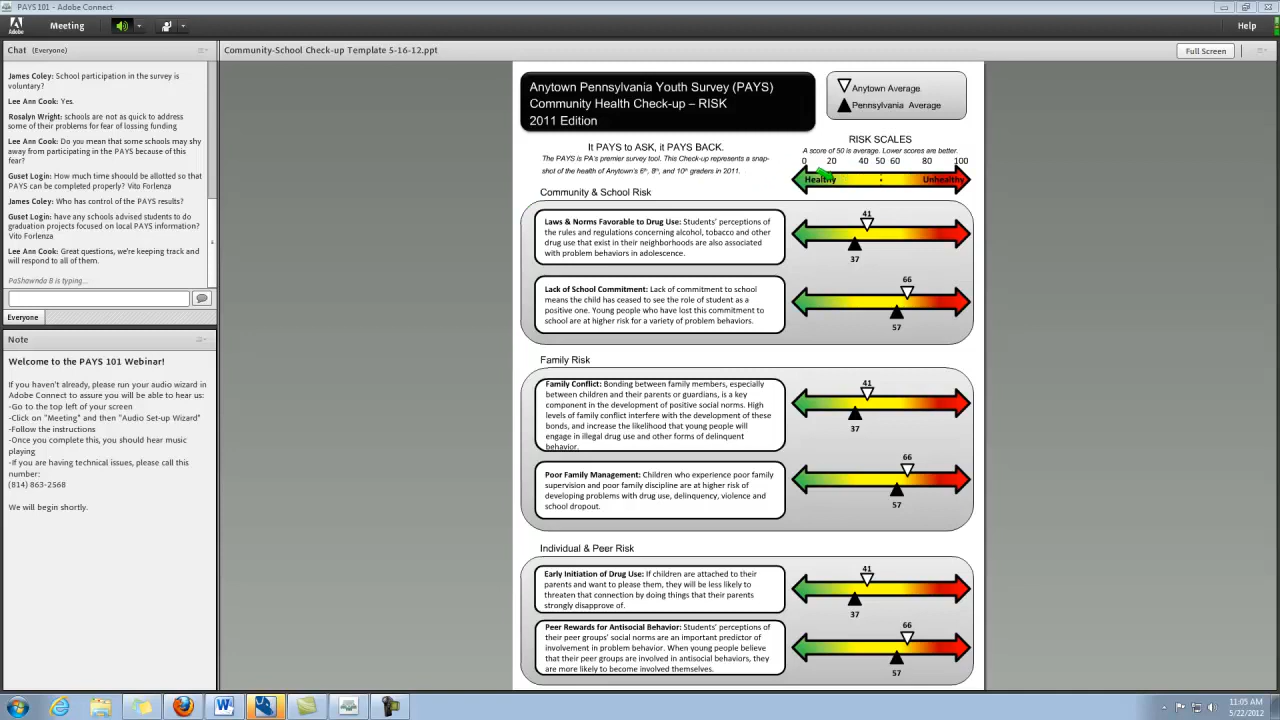 PAYS 101 - Adobe Connect
Adobe
Meeting
Help
Chat (Everyone)
James Coley: School participation in the survey is
voluntary?
Lee Ann Cook: Yes.
Rosalyn Wright: schools are not as quick to address
some of their problems for fear of lossing funding
Lee Ann Cook: Do you mean that some schools may shy
away from participating in the PAYS because of this
fear?
Guset Login: How much time should be allotted so that
PAYS can be completed properly? Vito Forlenza
James Coley: Who has control of the PAYS results?
Guset Login: have any schools advised students to do
graduation projects focused on local PAYS information?
Vito Forlenza
Lee Ann Cook: Great questions, we're keeping track and
will respond to all of them.
PaShawnda B is typing...
Everyone
Note
Welcome to the PAYS 101 Webinar!
If you haven't already, please run your audio wizard in
Adobe Connect to assure you will be able to hear us:
-Go to the top left of your screen
-Click on "Meeting" and then "Audio Set-up Wizard"
-Follow the instructions
-Once you complete this, you should hear music
playing
-If you are having technical issues, please call this
number:
(814) 863-2568
We will begin shortly.
Community-School Check-up Template 5-16-12.ppt
Full Screen
Anytown Pennsylvania Youth Survey (PAYS)
Community Health Check-up – RISK
2011 Edition
Anytown Average
Pennsylvania Average
It PAYS to ASK, it PAYS BACK.
The PAYS is PA's premier survey tool. This Check-up represents a snap-
shot of the health of Anytown's 6th, 8th, and 10th graders in 2011.
RISK SCALES
A score of 50 is average. Lower scores are better.
0 20 40 50 60 80 100
Healthy Unhealthy
Community & School Risk
Laws & Norms Favorable to Drug Use: Students' perceptions of
the rules and regulations concerning alcohol, tobacco and other
drug use that exist in their neighborhoods are also associated
with problem behaviors in adolescence.
41
37
Lack of School Commitment: Lack of commitment to school
means the child has ceased to see the role of student as a
positive one. Young people who have lost this commitment to
school are at higher risk for a variety of problem behaviors.
66
57
Family Risk
Family Conflict: Bonding between family members, especially
between children and their parents or guardians, is a key
component in the development of positive social norms. High
levels of family conflict interfere with the development of these
bonds, and increase the likelihood that young people will
engage in illegal drug use and other forms of delinquent
behavior.
41
37
Poor Family Management: Children who experience poor family
supervision and poor family discipline are at higher risk of
developing problems with drug use, delinquency, violence and
school dropout.
66
57
Individual & Peer Risk
Early Initiation of Drug Use: If children are attached to their
parents and want to please them, they will be less likely to
threaten that connection by doing things that their parents
strongly disapprove of.
41
37
Peer Rewards for Antisocial Behavior: Students' perceptions of
their peer groups' social norms are an important predictor of
involvement in problem behavior. When young people believe
that their peer groups are involved in antisocial behaviors, they
are more likely to become involved themselves.
66
57
11:05 AM
5/22/2012